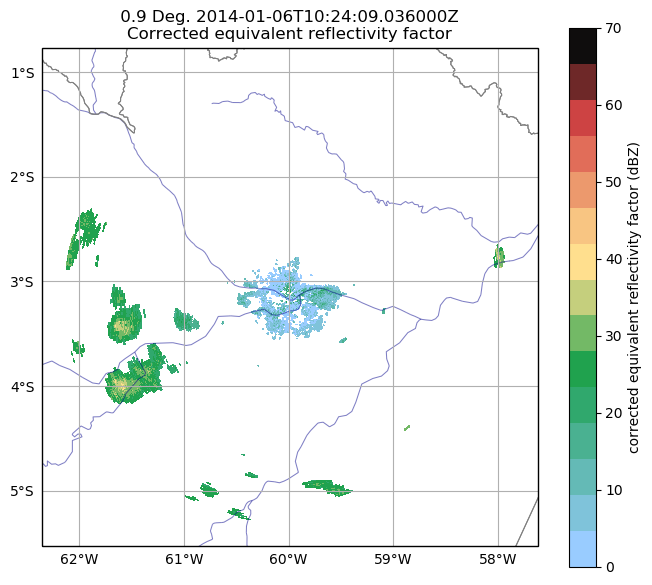 0.9 Deg. 2014-01-06T10:24:09.036000Z
Corrected equivalent reflectivity factor
1°S
2°S
3°S
4°S
5°S
62°W
61°W
60°W
59°W
58°W
70
60
50
40
30
20
10
0
corrected equivalent reflectivity factor (dBZ)